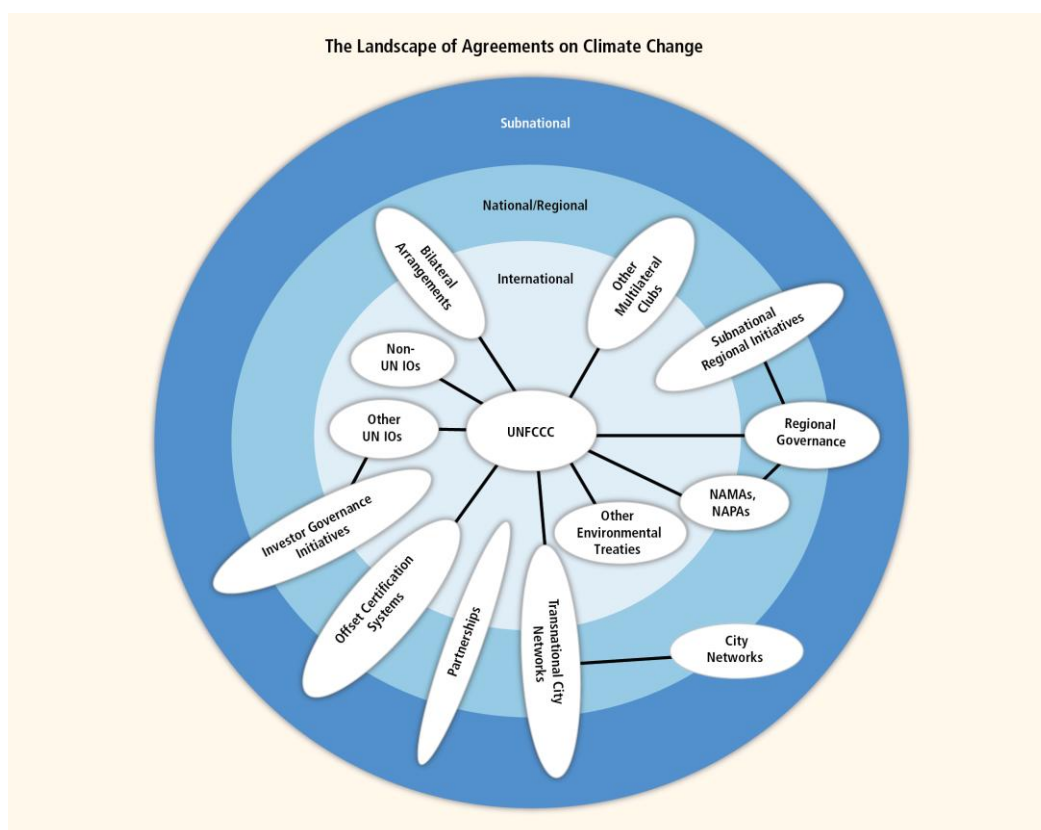 The Landscape of Agreements on Climate Change
Subnational
National/Regional
International
Bilateral
Arrangements
Other
Multilateral
Clubs
Subnational
Regional Initiatives
Non-
UN IOs
Other
UN IOs
UNFCCC
Regional
Governance
NAMAs,
NAPAs
Other
Environmental
Treaties
Investor Governance
Initiatives
Offset Certification
Systems
Partnerships
Transnational City
Networks
City
Networks